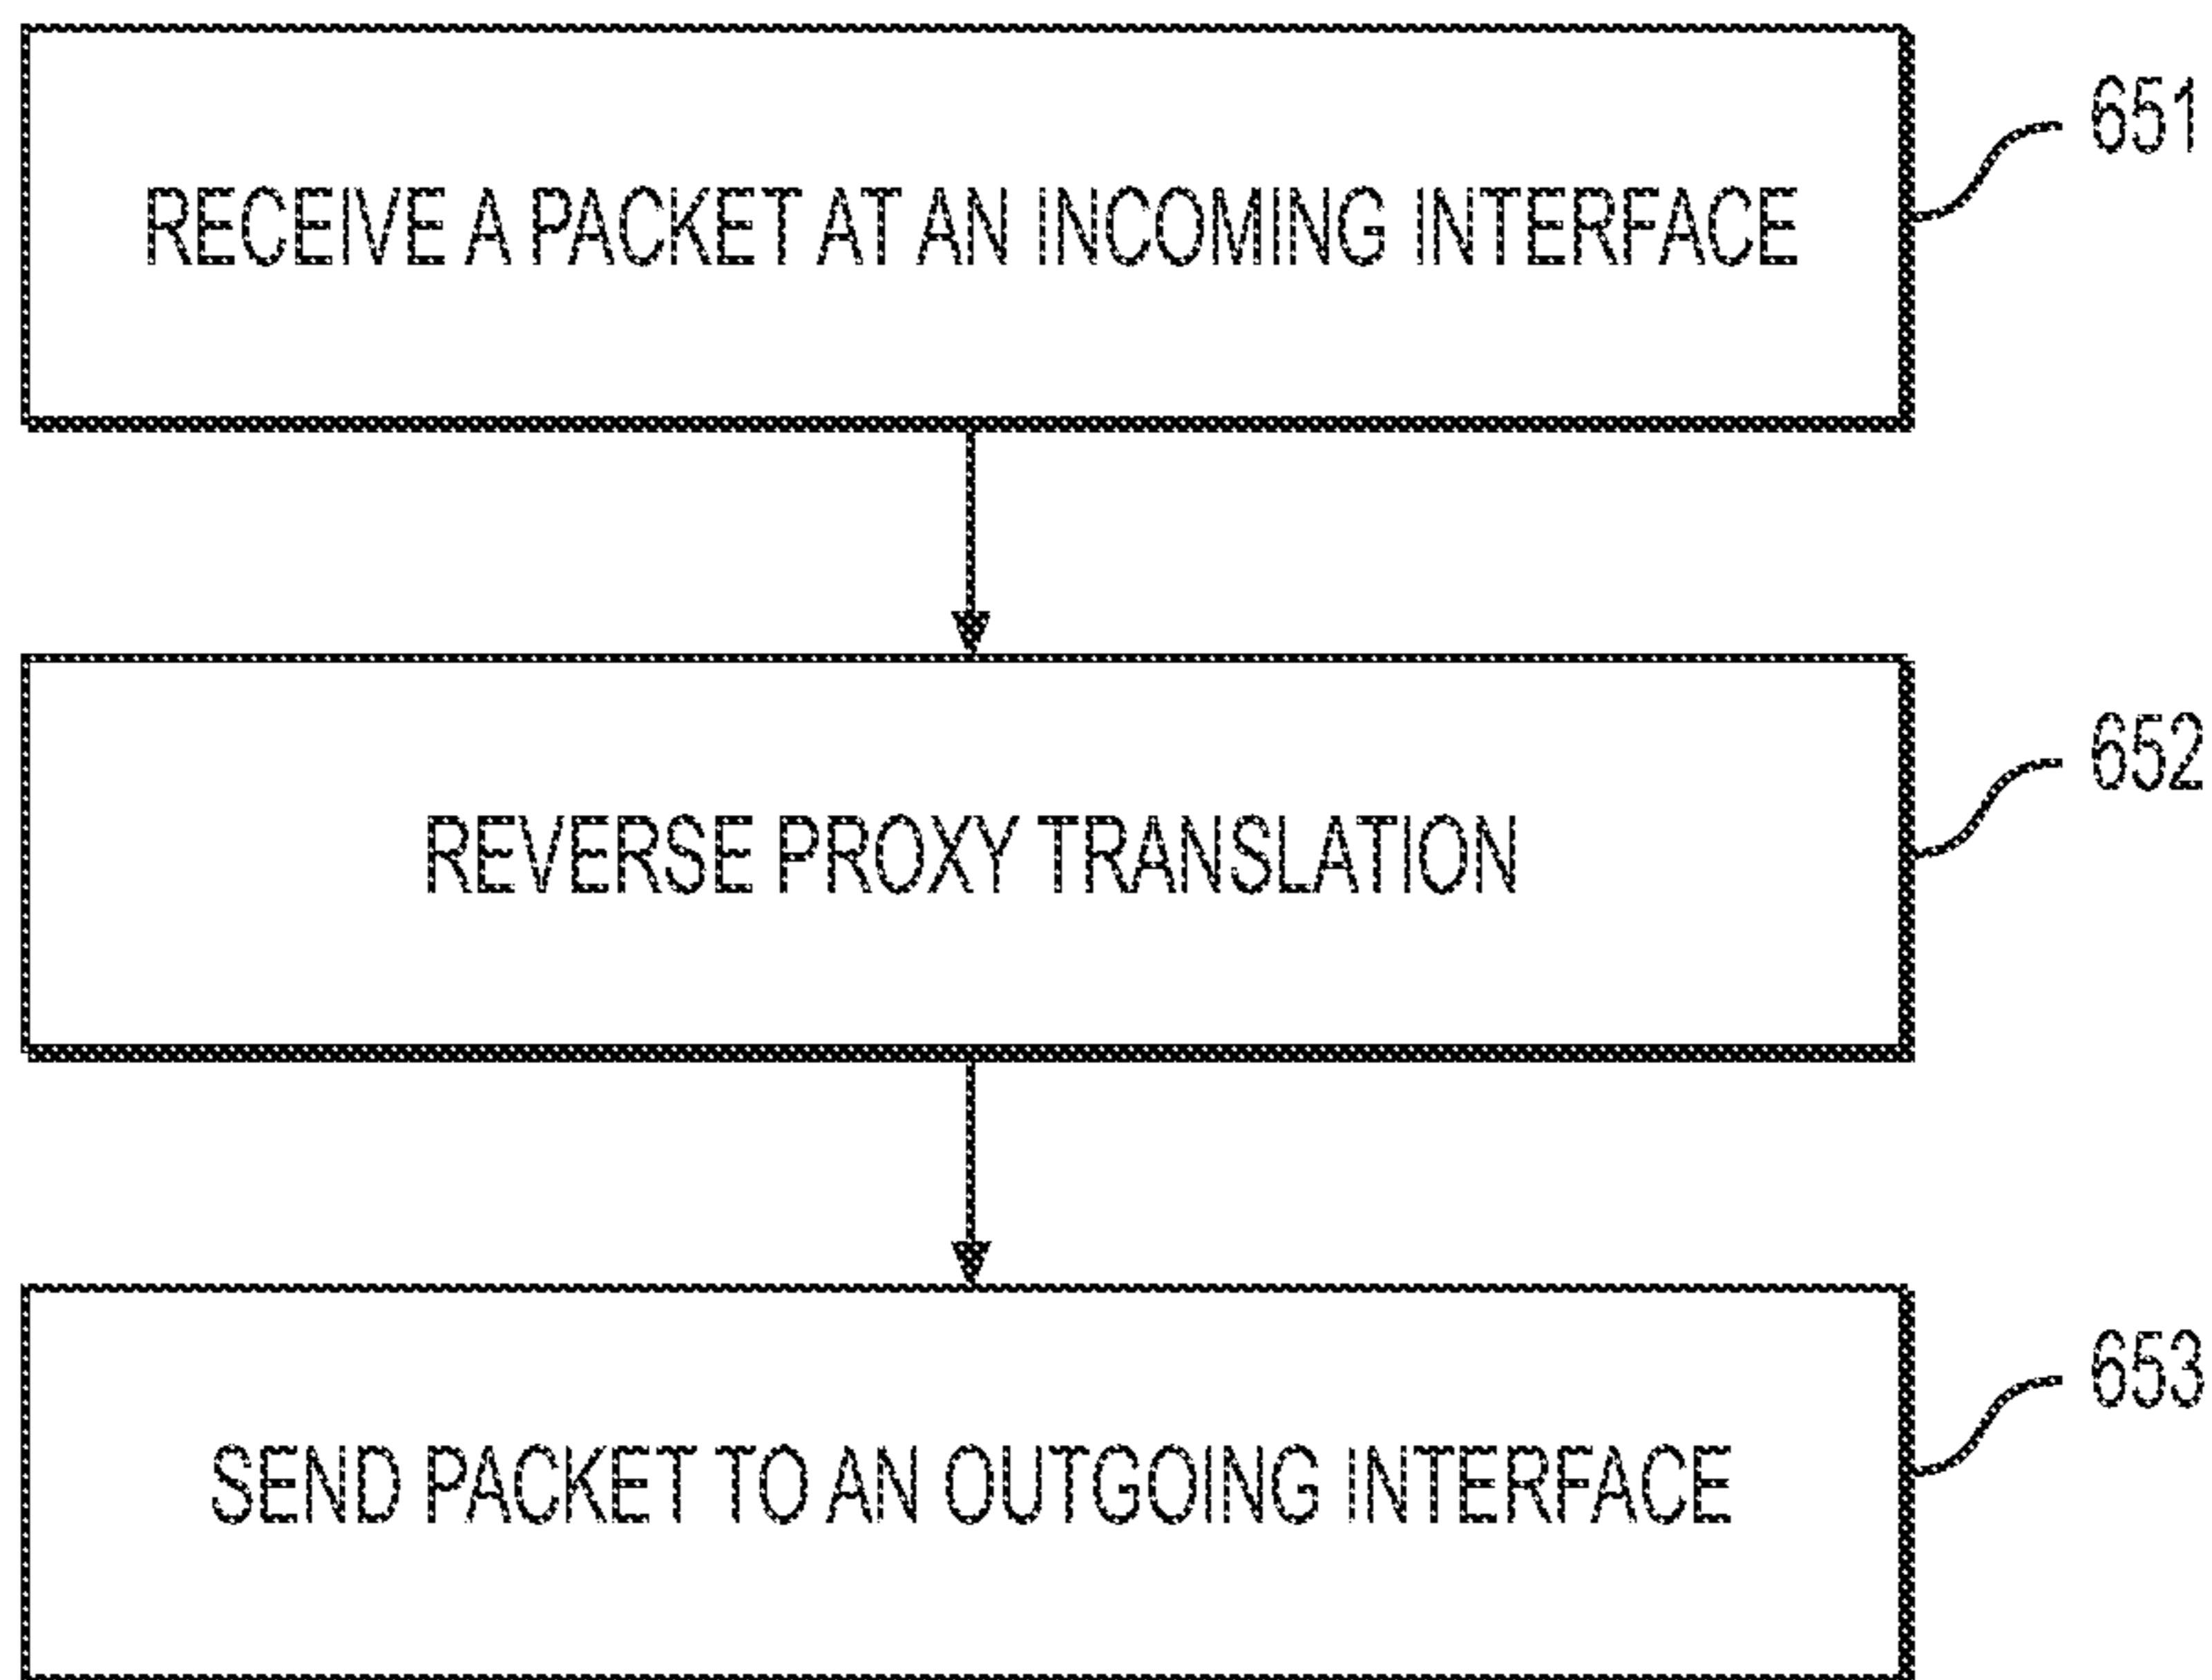 651
RECEIVE A PACKET AT AN INCOMING INTERFACE
652
REVERSE PROXY TRANSLATION
653
SEND PACKET TO AN OUTGOING INTERFACE